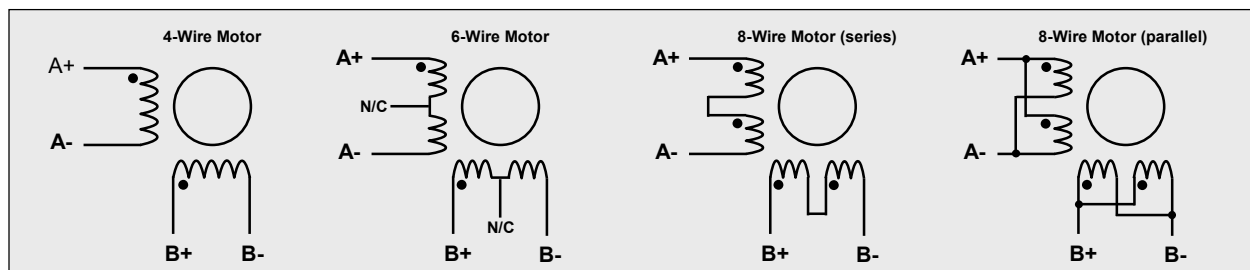 4-Wire Motor
A+
A-
B+
B-
6-Wire Motor
A+
N/C
A-
N/C
B+
B-
8-Wire Motor (series)
A+
A-
B+
B-
8-Wire Motor (parallel)
A+
A-
B+
B-